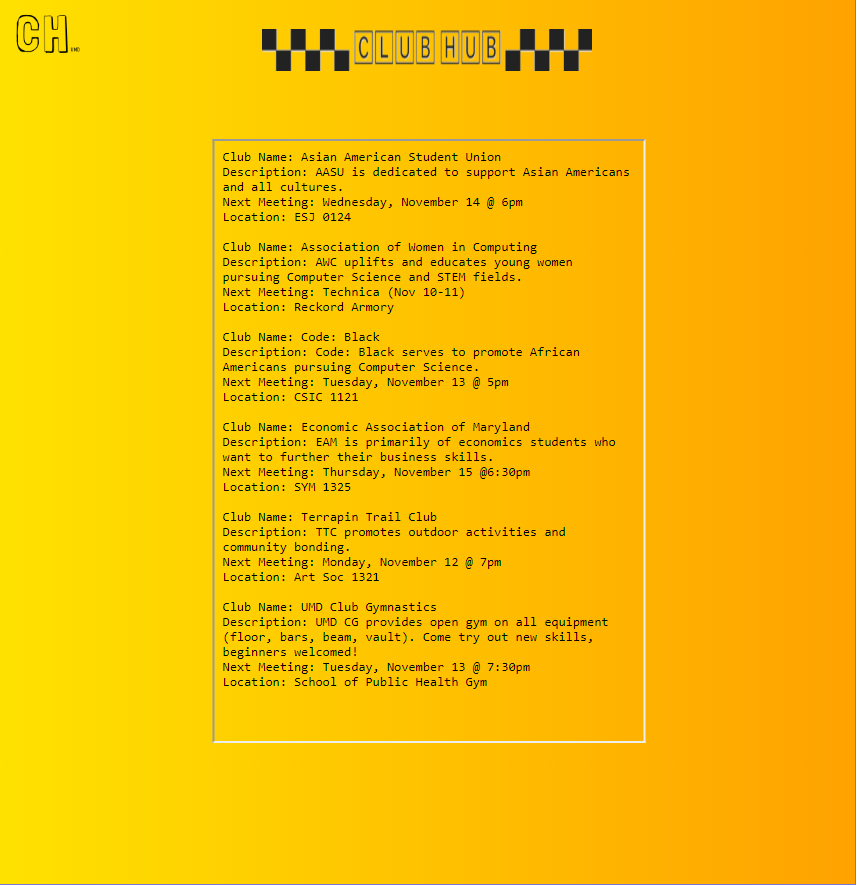 CH UMD
CLUB HUB
Club Name: Asian American Student Union
Description: AASU is dedicated to support Asian Americans
and all cultures.
Next Meeting: Wednesday, November 14 @ 6pm
Location: ESJ 0124
Club Name: Association of Women in Computing
Description: AWC uplifts and educates young women
pursuing Computer Science and STEM fields.
Next Meeting: Technica (Nov 10-11)
Location: Reckord Armory
Club Name: Code: Black
Description: Code: Black serves to promote African
Americans pursuing Computer Science.
Next Meeting: Tuesday, November 13 @ 5pm
Location: CSIC 1121
Club Name: Economic Association of Maryland
Description: EAM is primarily of economics students who
want to further their business skills.
Next Meeting: Thursday, November 15 @6:30pm
Location: SYM 1325
Club Name: Terrapin Trail Club
Description: TTC promotes outdoor activities and
community bonding.
Next Meeting: Monday, November 12 @ 7pm
Location: Art Soc 1321
Club Name: UMD Club Gymnastics
Description: UMD CG provides open gym on all equipment
(floor, bars, beam, vault). Come try out new skills,
beginners welcomed!
Next Meeting: Tuesday, November 13 @ 7:30pm
Location: School of Public Health Gym